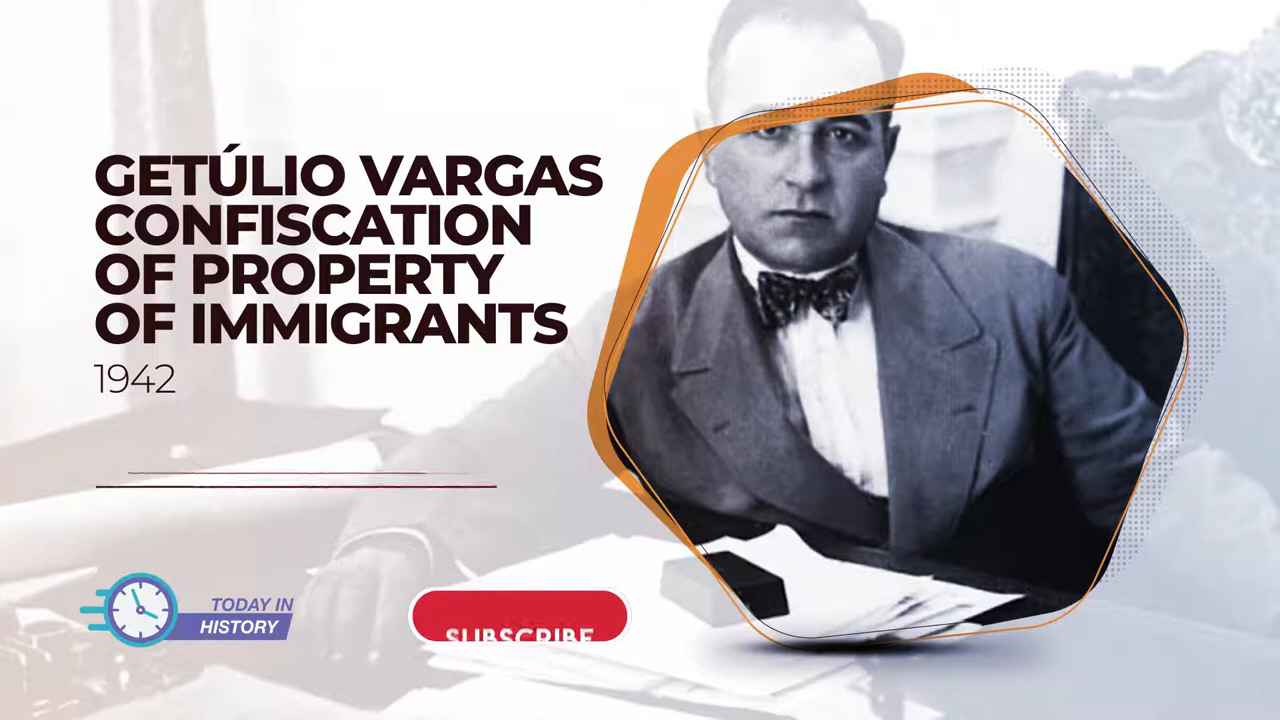 GETÚLIO VARGAS
CONFISCATION
OF PROPERTY
OF IMMIGRANTS
1942
TODAY IN
HISTORY
SUBSCRIBE